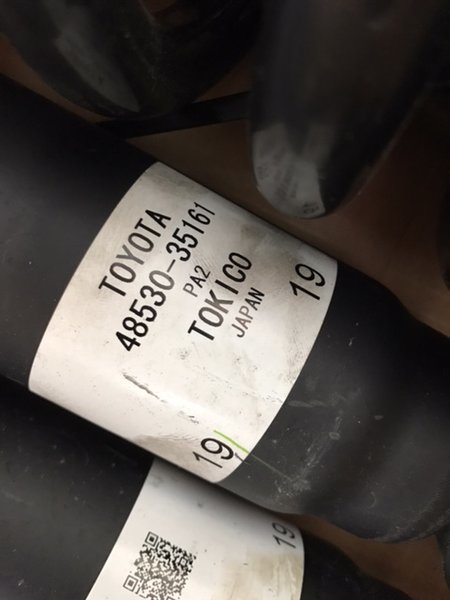 TOYOTA
48530-35161
PA2
TOKICO
JAPAN
19
19
19